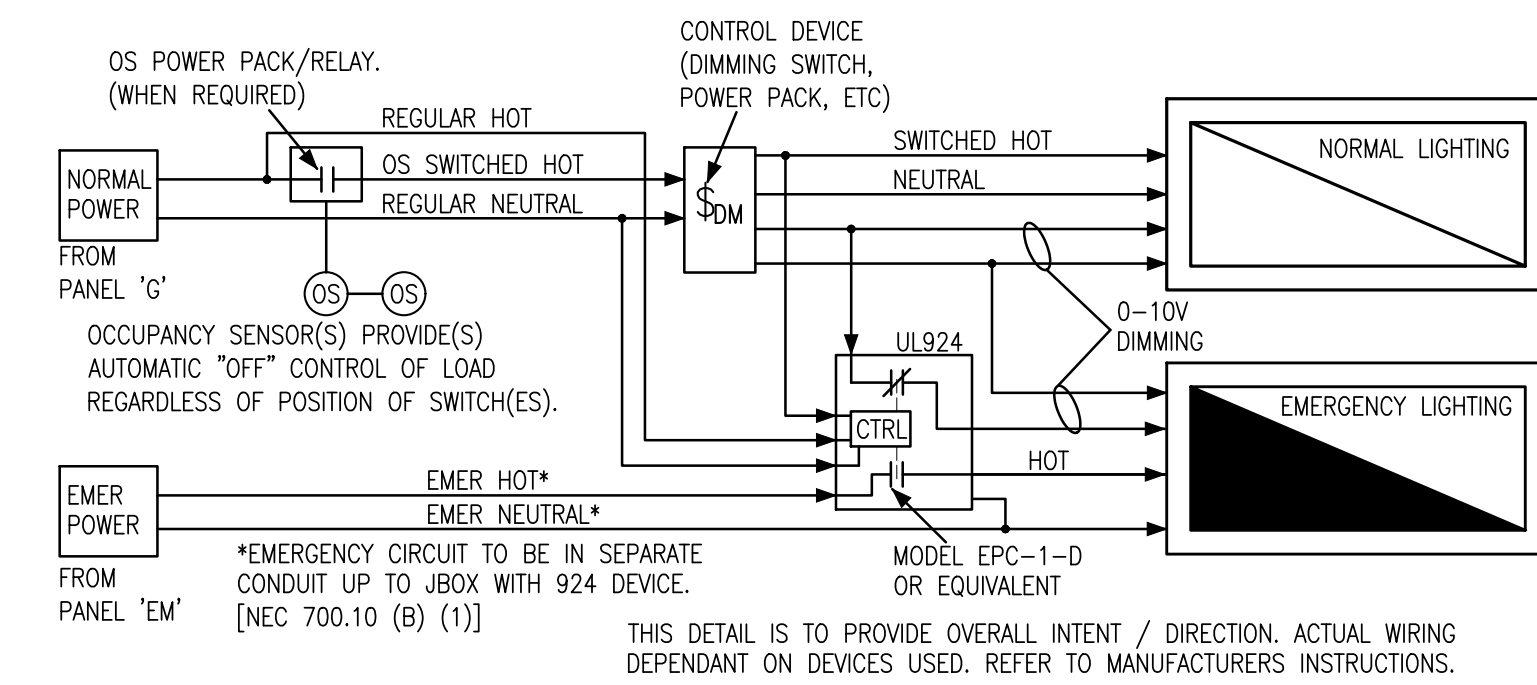 OS POWER PACK/RELAY.
(WHEN REQUIRED)
CONTROL DEVICE
(DIMMING SWITCH,
POWER PACK, ETC)
REGULAR HOT
OS SWITCHED HOT
REGULAR NEUTRAL
NORMAL
POWER
FROM
PANEL 'G'
OS
OS
OCCUPANCY SENSOR(S) PROVIDE(S)
AUTOMATIC "OFF" CONTROL OF LOAD
REGARDLESS OF POSITION OF SWITCH(ES).
$DM
SWITCHED HOT
NEUTRAL
NORMAL LIGHTING
0-10V
DIMMING
UL924
CTRL
EMERGENCY LIGHTING
HOT
EMER
POWER
FROM
PANEL 'EM'
EMER HOT*
EMER NEUTRAL*
*EMERGENCY CIRCUIT TO BE IN SEPARATE
CONDUIT UP TO JBOX WITH 924 DEVICE.
[NEC 700.10 (B) (1)]
MODEL EPC-1-D
OR EQUIVALENT
THIS DETAIL IS TO PROVIDE OVERALL INTENT / DIRECTION. ACTUAL WIRING
DEPENDANT ON DEVICES USED. REFER TO MANUFACTURERS INSTRUCTIONS.